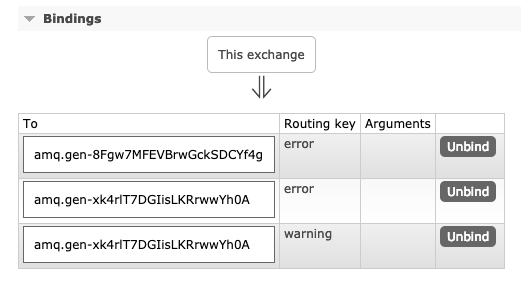 Bindings
This exchange
To Routing key Arguments
amq.gen-8Fgw7MFEVBrwGckSDCYf4g error Unbind
amq.gen-xk4rlT7DGIisLKRrwwYh0A error Unbind
amq.gen-xk4rlT7DGIisLKRrwwYh0A warning Unbind